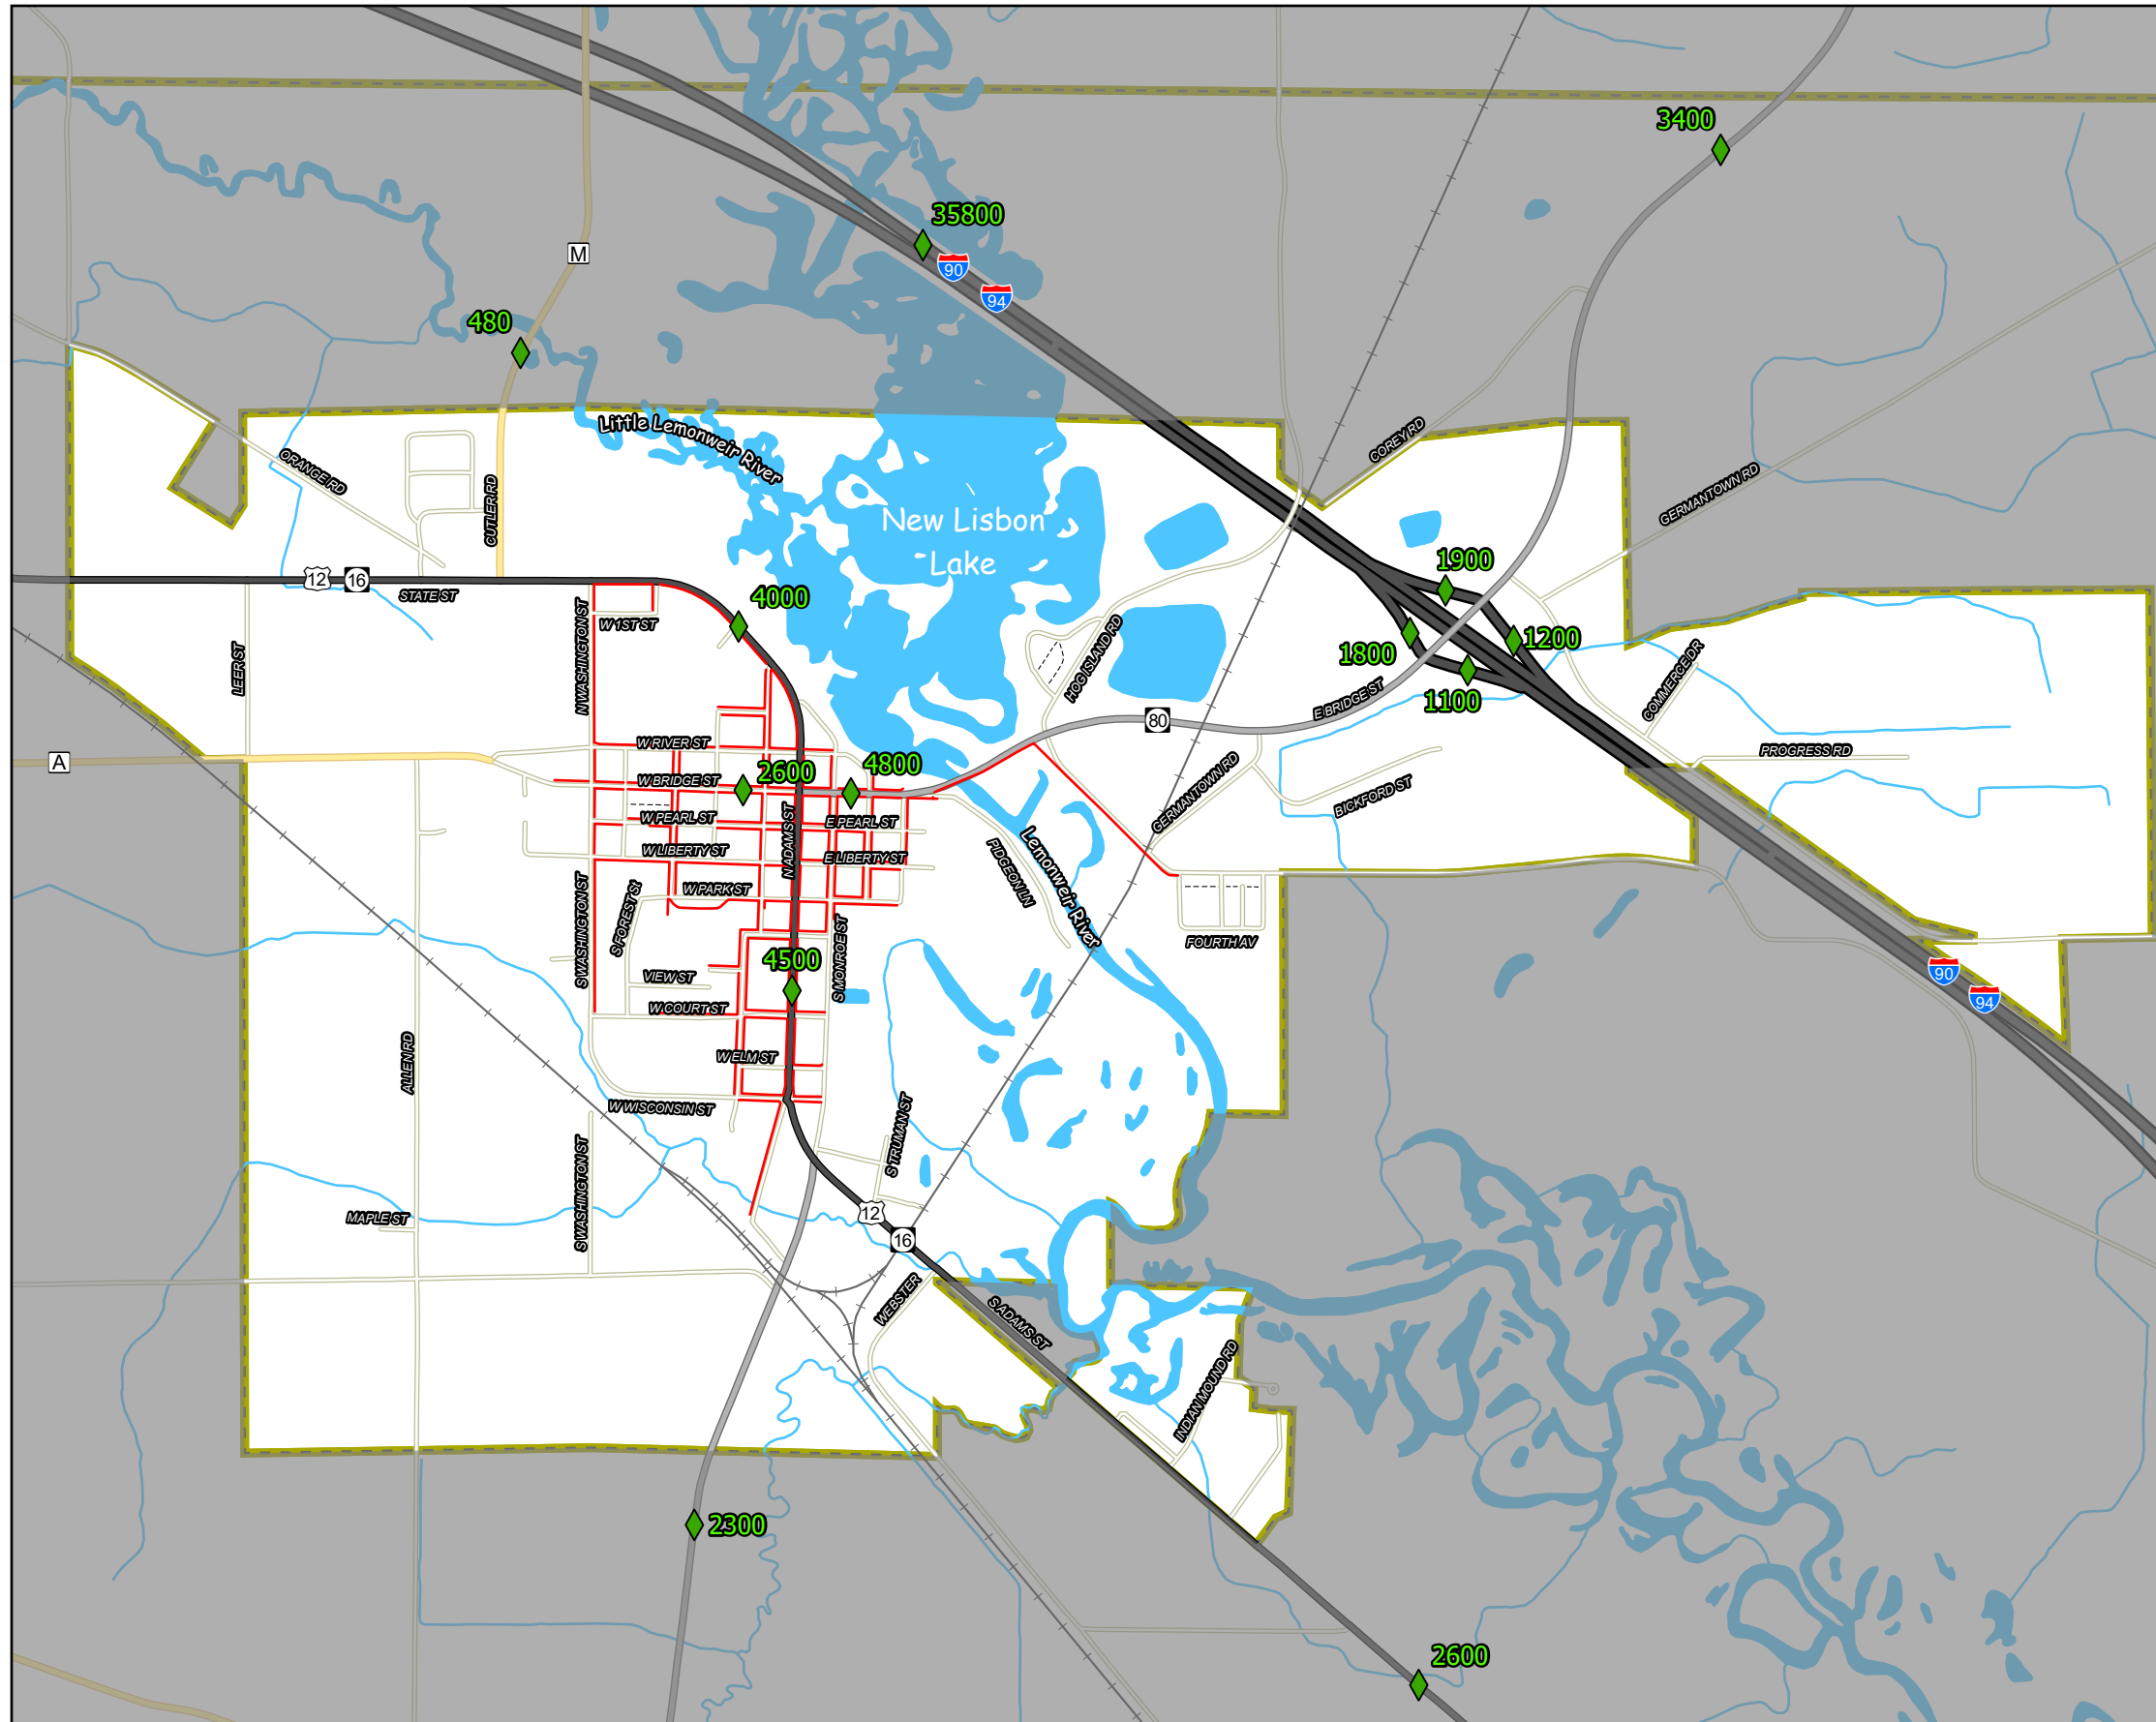 3400
35800
90
94
M
480
Little Lemonweir River
COREY RD
ORANGE RD
CUTLER RD
New Lisbon
Lake
GERMANTOWN RD
1900
12
16
STATE ST
4000
W 1ST ST
N WASHINGTON ST
LEER ST
HOG ISLAND RD
1800
1200
1100
COMMERCE DR
E BRIDGE ST
80
W RIVER ST
A
PROGRESS RD
W BRIDGE ST
2600
4800
GERMANTOWN RD
BICKFORD ST
W PEARL ST
E PEARL ST
N ADAMS ST
W LIBERTY ST
E LIBERTY ST
PIDGEON LN
Lemonweir River
W PARK ST
S WASHINGTON ST
S FOREST St
S MONROE ST
FOURTH AV
4500
VIEW ST
W COURT ST
90
94
ALLEN RD
W ELM ST
W WISCONSIN ST
S TRUMAN ST
S WASHINGTON ST
MAPLE ST
12
16
WEBSTER
S ADAMS ST
INDIAN MOUND RD
2300
2600